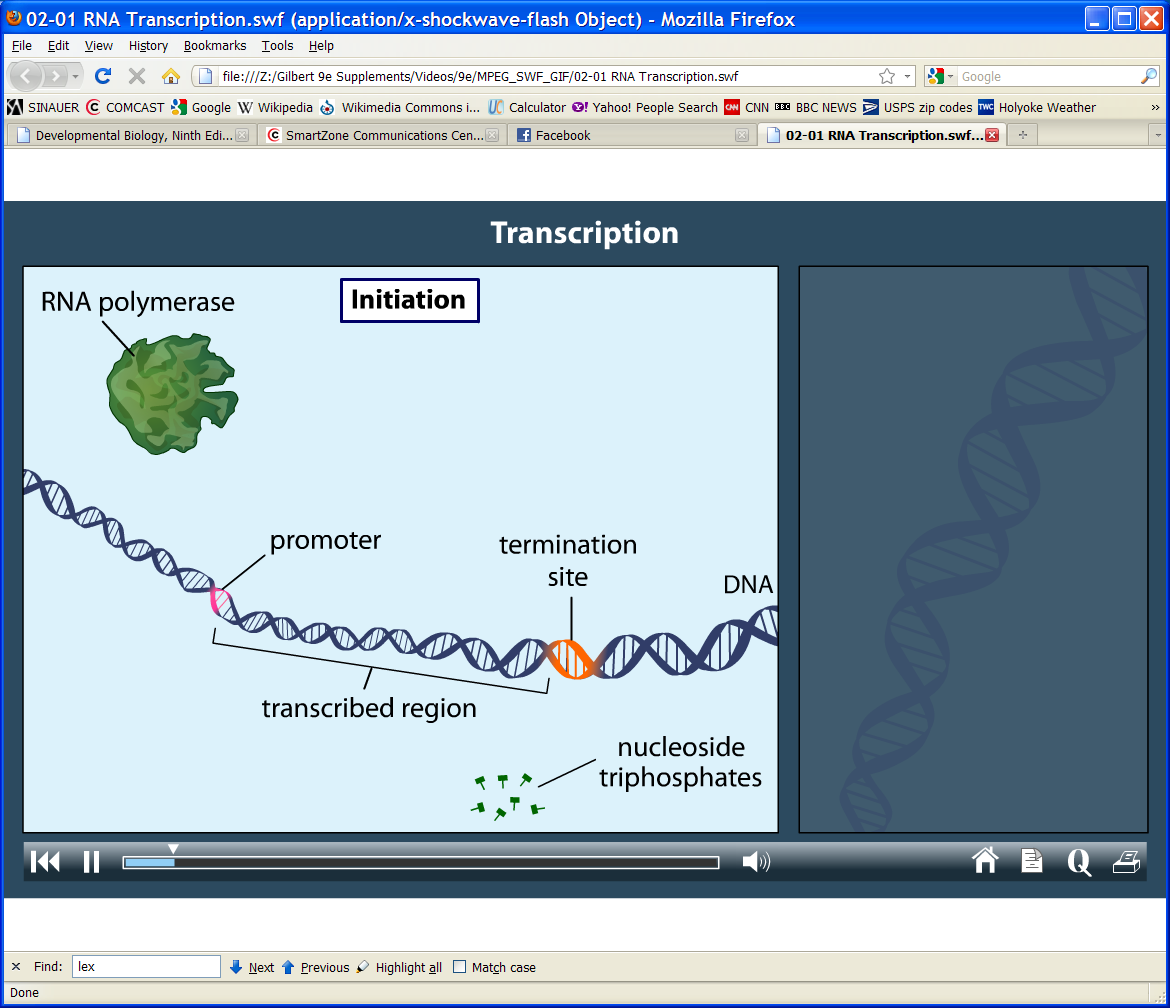 02-01 RNA Transcription.swf (application/x-shockwave-flash Object) - Mozilla Firefox
File Edit View History Bookmarks Tools Help
file:///Z:/Gilbert 9e Supplements/Videos/9e/MPEG_SWF_GIF/02-01 RNA Transcription.swf Google
SINAUER COMCAST Google Wikipedia Wikimedia Commons i... Calculator Yahoo! People Search CNN BBC NEWS USPS zip codes Holyoke Weather »
Developmental Biology, Ninth Edi... SmartZone Communications Cen... Facebook 02-01 RNA Transcription.swf...
Transcription
RNA polymerase
Initiation
promoter
termination
site
DNA
transcribed region
nucleoside
triphosphates
Q
Find: lex Next Previous Highlight all Match case
Done